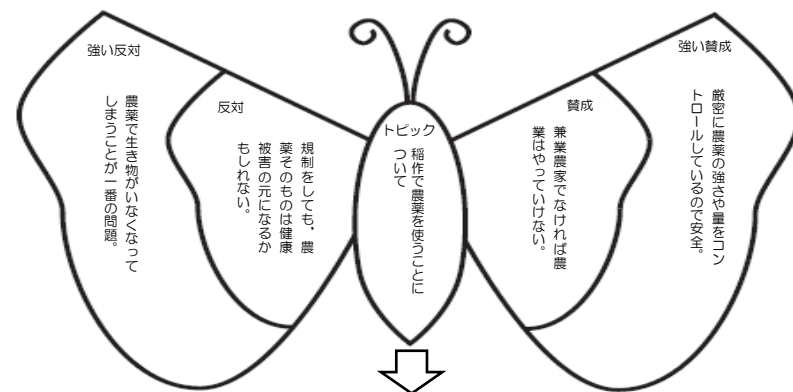 強い反対
農薬で生き物がいなくなって
しまうことが一番の問題。
反対
規制をしても，農
薬そのものは健康
被害の元になるか
もしれない。
トピック
稲作で農薬を使うことに
ついて
賛成
兼業農家でなければ農
業はやっていけない。
強い賛成
厳密に農薬の強さや量をコン
トロールしているので安全。